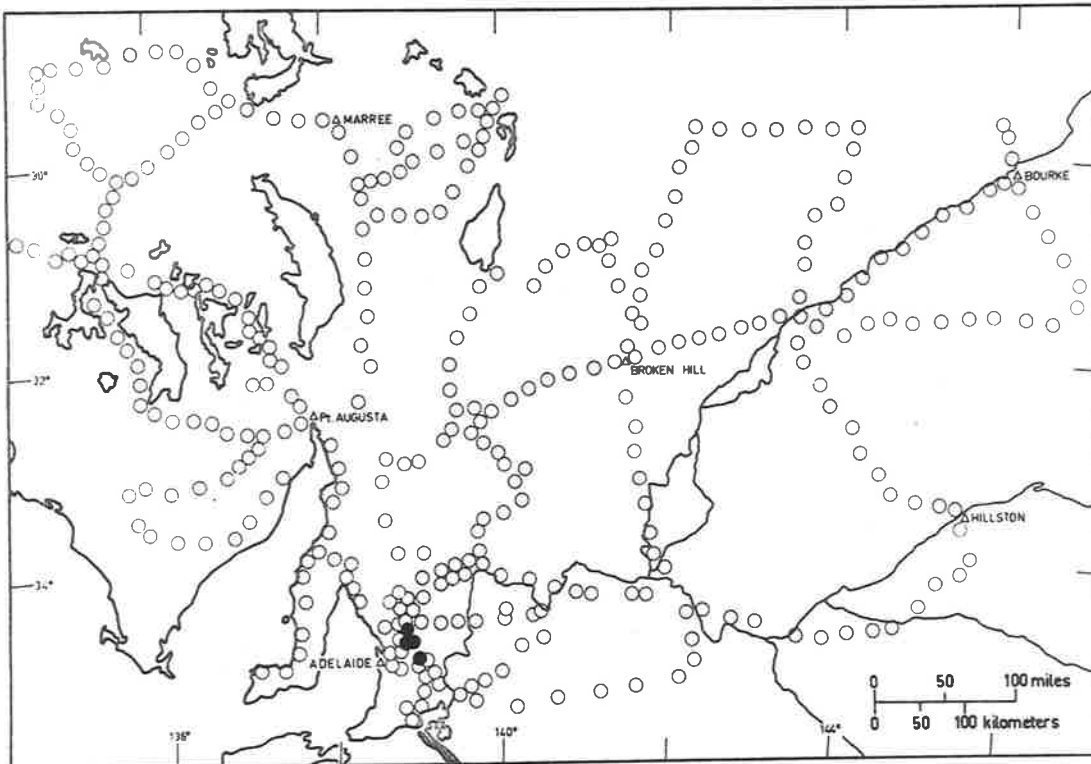 MARREE
30°
BOURKE
32°
BROKEN HILL
Pt. AUGUSTA
HILLSTON
34°
ADELAIDE
0 50 100 miles
0 50 100 kilometers
140°
144°